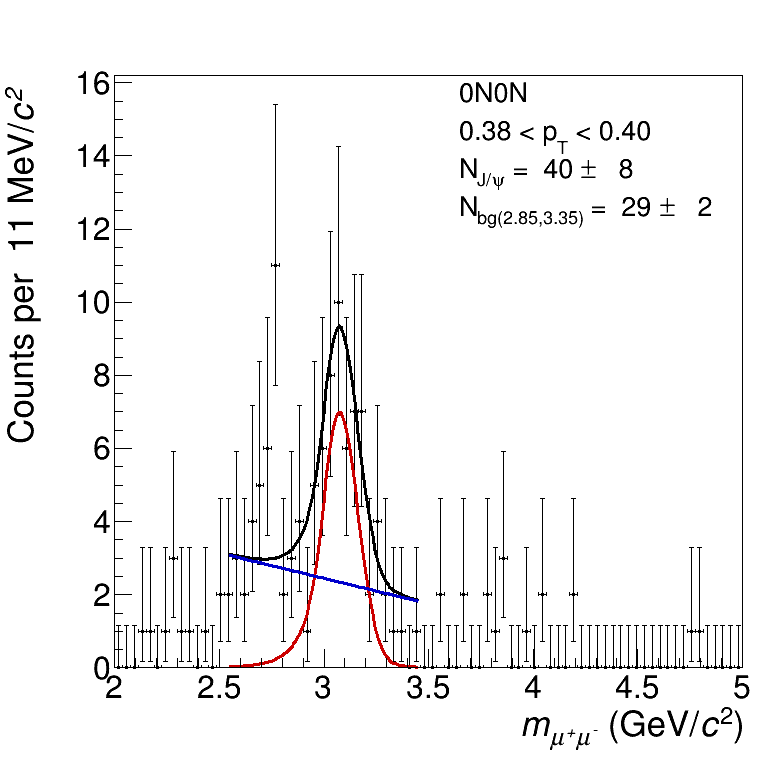 Counts per 11 MeV/c²
16
14
12
10
8
6
4
2
0
0N0N
0.38 < p_T < 0.40
N_J/ψ = 40 ± 8
N_bg(2.85,3.35) = 29 ± 2
2 2.5 3 3.5 4 4.5 5
m_μ⁺μ⁻ (GeV/c²)